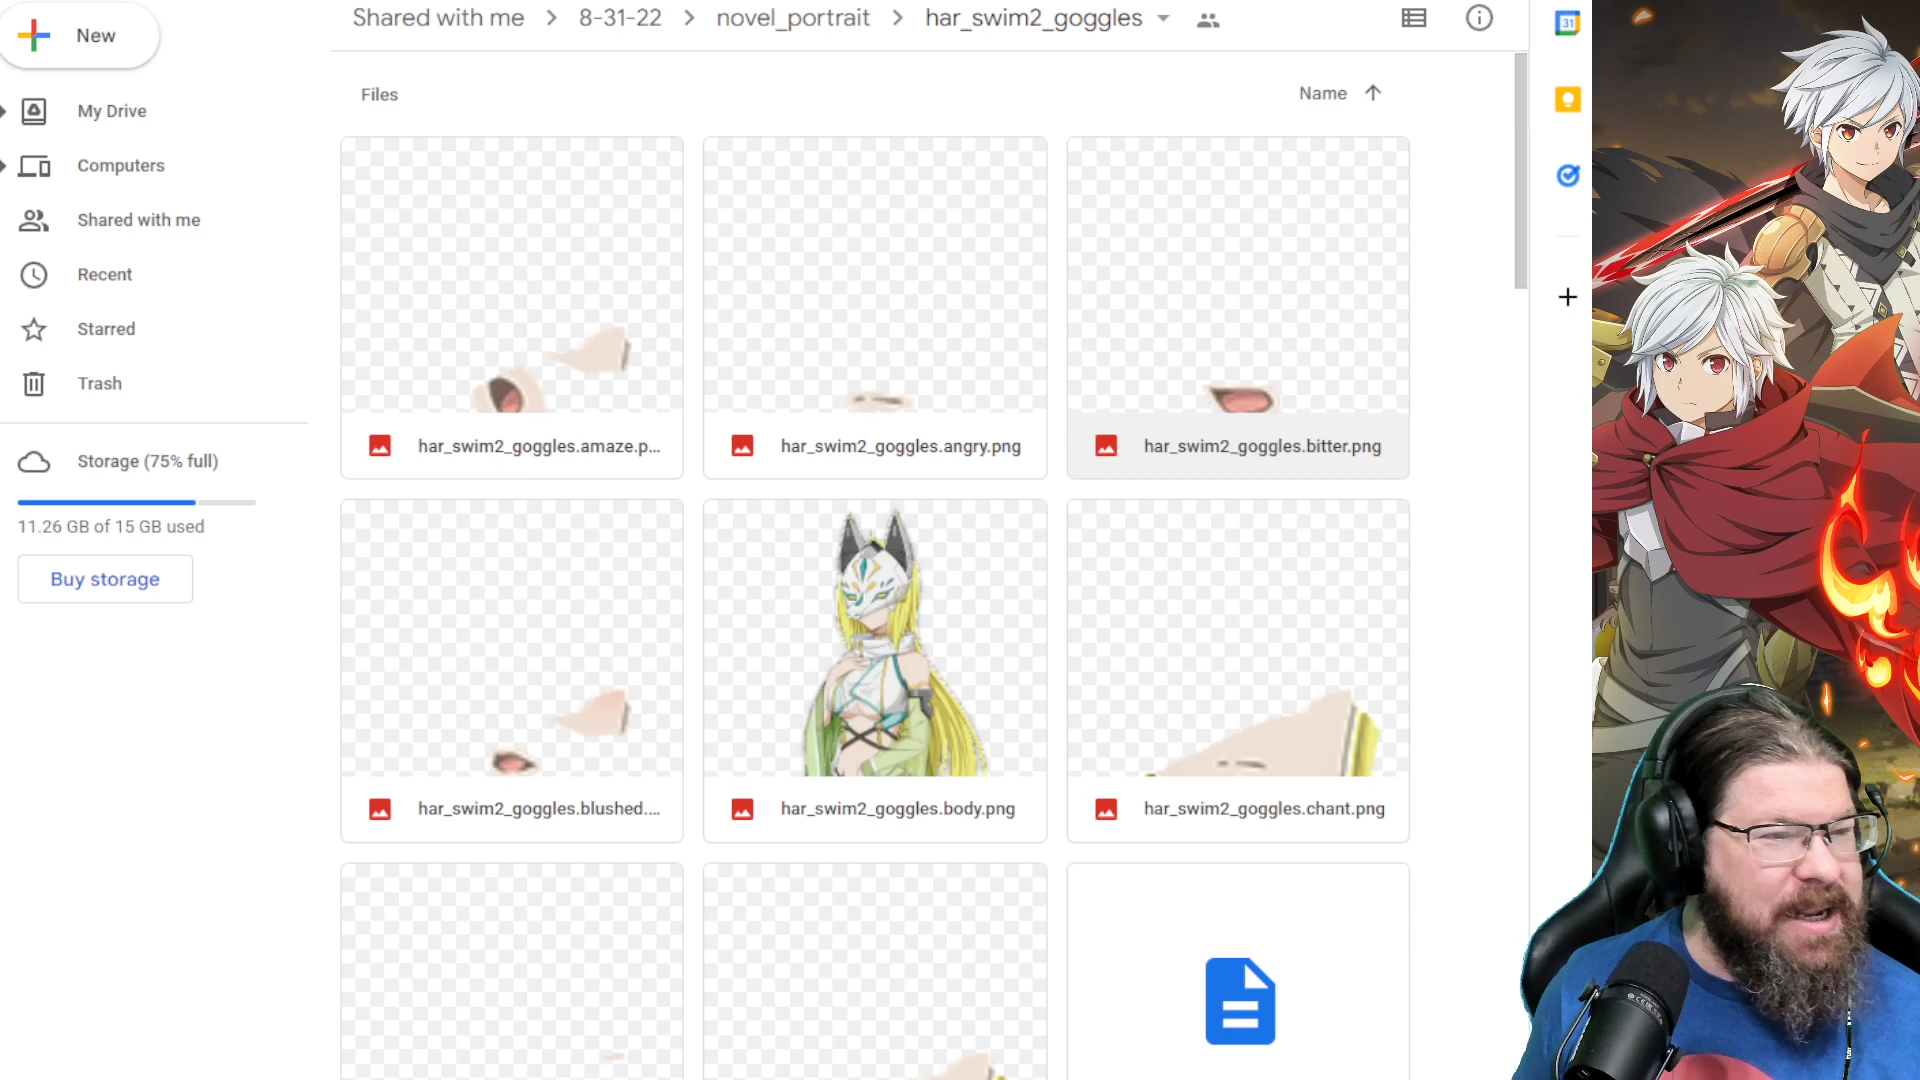 Shared with me > 8-31-22 > novel_portrait > har_swim2_goggles
New
My Drive
Computers
Shared with me
Recent
Starred
Trash
Storage (75% full)
11.26 GB of 15 GB used
Buy storage
Files
Name
har_swim2_goggles.amaze.p...
har_swim2_goggles.angry.png
har_swim2_goggles.bitter.png
har_swim2_goggles.blushed....
har_swim2_goggles.body.png
har_swim2_goggles.chant.png
31